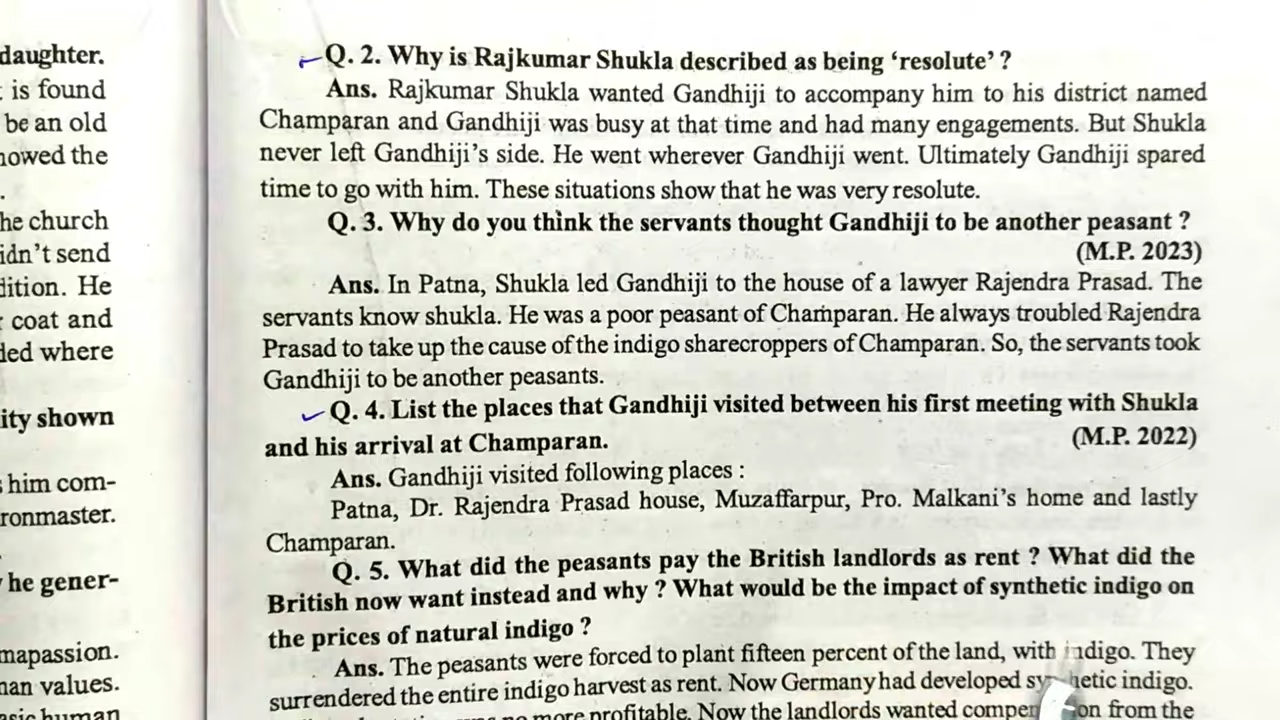 daughter.
is found
be an old
howed the
.
he church
idn't send
dition. He
coat and
ded where
ity shown
him com-
ronmaster.
he gener-
mapassion.
nan values.
human
Q. 2. Why is Rajkumar Shukla described as being 'resolute' ?
Ans. Rajkumar Shukla wanted Gandhiji to accompany him to his district named
Champaran and Gandhiji was busy at that time and had many engagements. But Shukla
never left Gandhiji's side. He went wherever Gandhiji went. Ultimately Gandhiji spared
time to go with him. These situations show that he was very resolute.
Q. 3. Why do you think the servants thought Gandhiji to be another peasant ?
(M.P. 2023)
Ans. In Patna, Shukla led Gandhiji to the house of a lawyer Rajendra Prasad. The
servants know shukla. He was a poor peasant of Champaran. He always troubled Rajendra
Prasad to take up the cause of the indigo sharecroppers of Champaran. So, the servants took
Gandhiji to be another peasants.
Q. 4. List the places that Gandhiji visited between his first meeting with Shukla
and his arrival at Champaran. (M.P. 2022)
Ans. Gandhiji visited following places :
Patna, Dr. Rajendra Prasad house, Muzaffarpur, Pro. Malkani's home and lastly
Champaran.
Q. 5. What did the peasants pay the British landlords as rent ? What did the
British now want instead and why ? What would be the impact of synthetic indigo on
the prices of natural indigo ?
Ans. The peasants were forced to plant fifteen percent of the land, with indigo. They
surrendered the entire indigo harvest as rent. Now Germany had developed synthetic indigo.
no more profitable. Now the landlords wanted from the